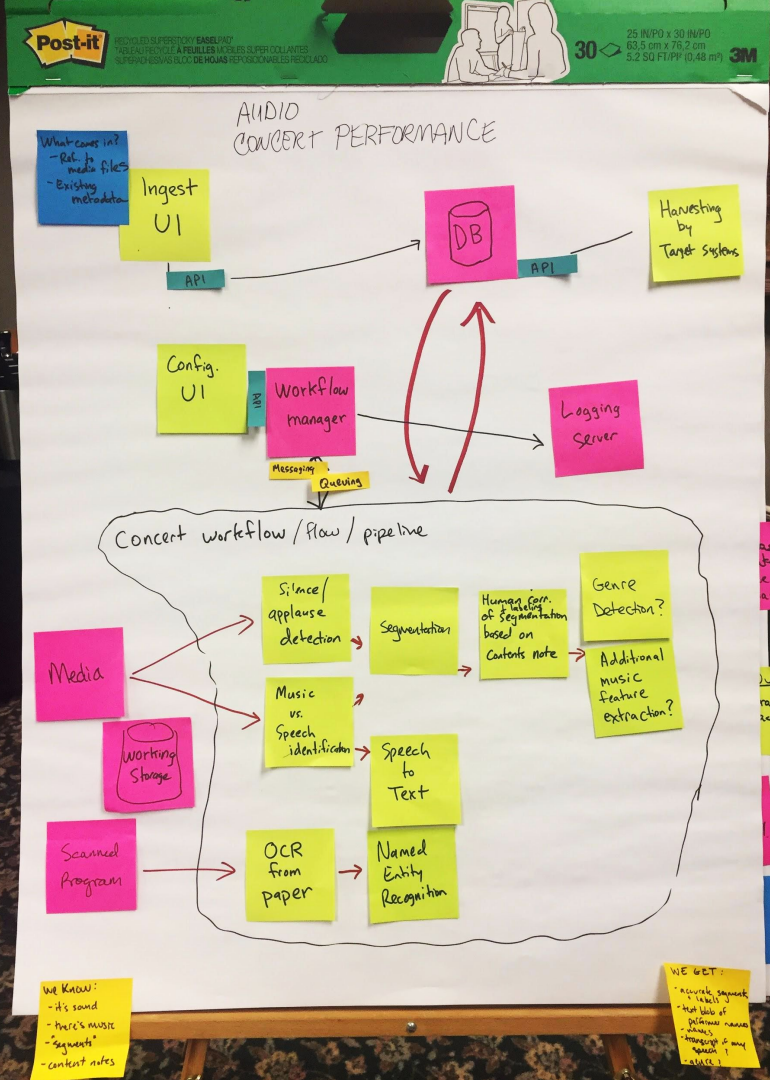 Post-it
RECYCLED SUPERSTICKY EASEL PAD
TABLEAU RECYCLÉ À FEUILLES MOBILES SUPER COLLANTES
SUPERADHESIVAS BLOC DE HOJAS REPOSICIONABLES RECICLADO
30
25 IN/PO x 30 IN/PO
63,5 cm x 76,2 cm
5.2 SQ FT/PI² (0,48 m²)
3M
AUDIO
CONCERT PERFORMANCE
What comes in?
- Ref. to
media files
- Existing
metadata
Ingest
UI
API
DB
API
Harvesting
by
Target Systems
Config.
UI
API
Workflow
manager
Messaging
Queuing
Logging
Server
Concert workflow / flow / pipeline
Silence/
applause
detection
Segmentation
Human Corr.
+ labeling
of Segmentation
based on
Contents note
Genre
Detection?
Additional
music
feature
extraction?
Media
Music
vs.
Speech
identification
Speech
to
Text
Working
Storage
Scanned
Program
OCR
from
paper
Named
Entity
Recognition
WE KNOW:
- it's sound
- there's music
- "segments"
- content notes
WE GET:
- accurate segments
+ labels
- text blob of
performer names
- names
- transcript if any
speech?
- genre?